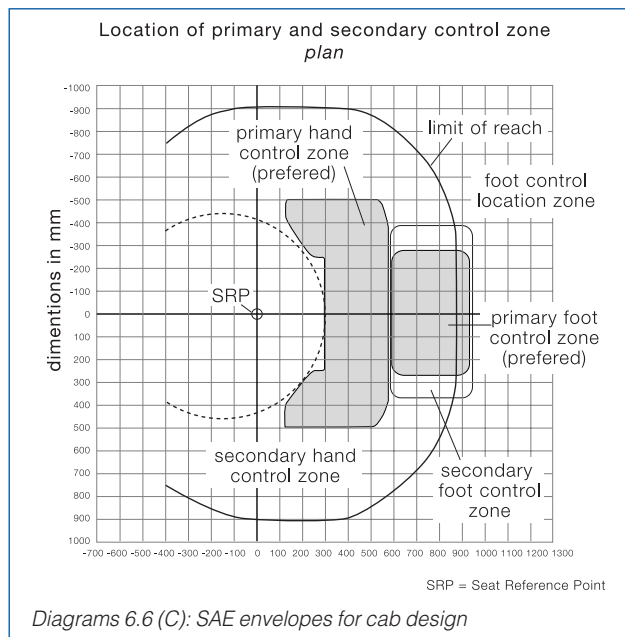 Location of primary and secondary control zone
plan
-1000
-900
-800
-700
-600
-500
-400
-300
-200
-100
0
100
200
300
400
500
600
700
800
900
1000
dimentions in mm
primary hand
control zone
(prefered)
limit of reach
foot control
location zone
SRP
primary foot
control zone
(prefered)
secondary hand
control zone
secondary
foot control
zone
-700 -600 -500 -400 -300 -200 -100 0 100 200 300 400 500 600 700 800 900 1000 1100 1200 1300
SRP = Seat Reference Point
Diagrams 6.6 (C): SAE envelopes for cab design